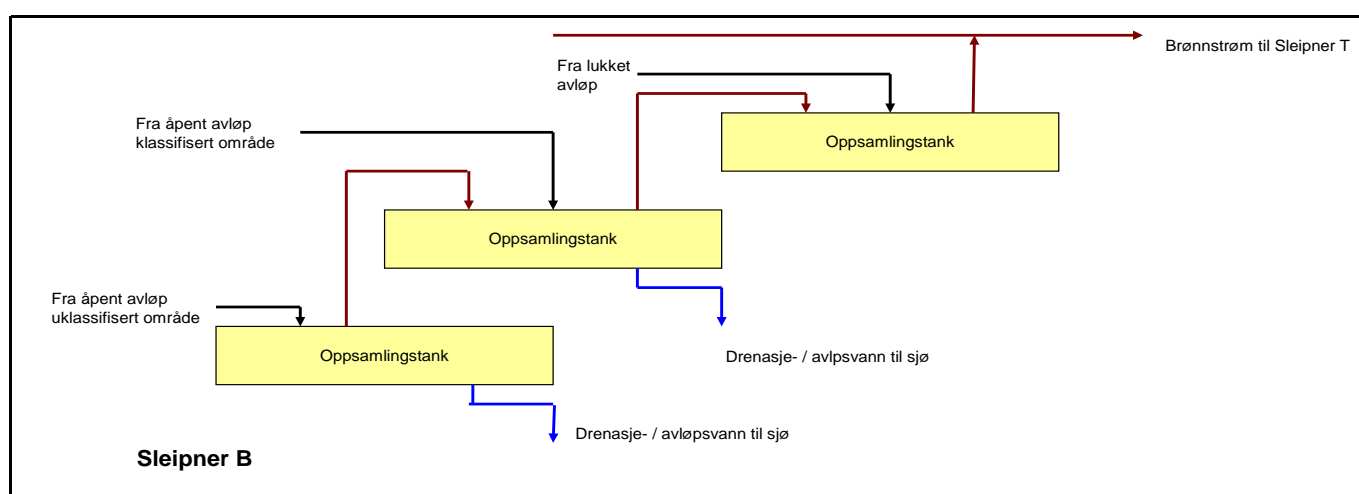 Brønnstrøm til Sleipner T
Fra lukket
avløp
Fra åpent avløp
klassifisert område
Oppsamlingstank
Oppsamlingstank
Fra åpent avløp
uklassifisert område
Oppsamlingstank
Drenasje- / avlpsvann til sjø
Drenasje- / avløpsvann til sjø
Sleipner B